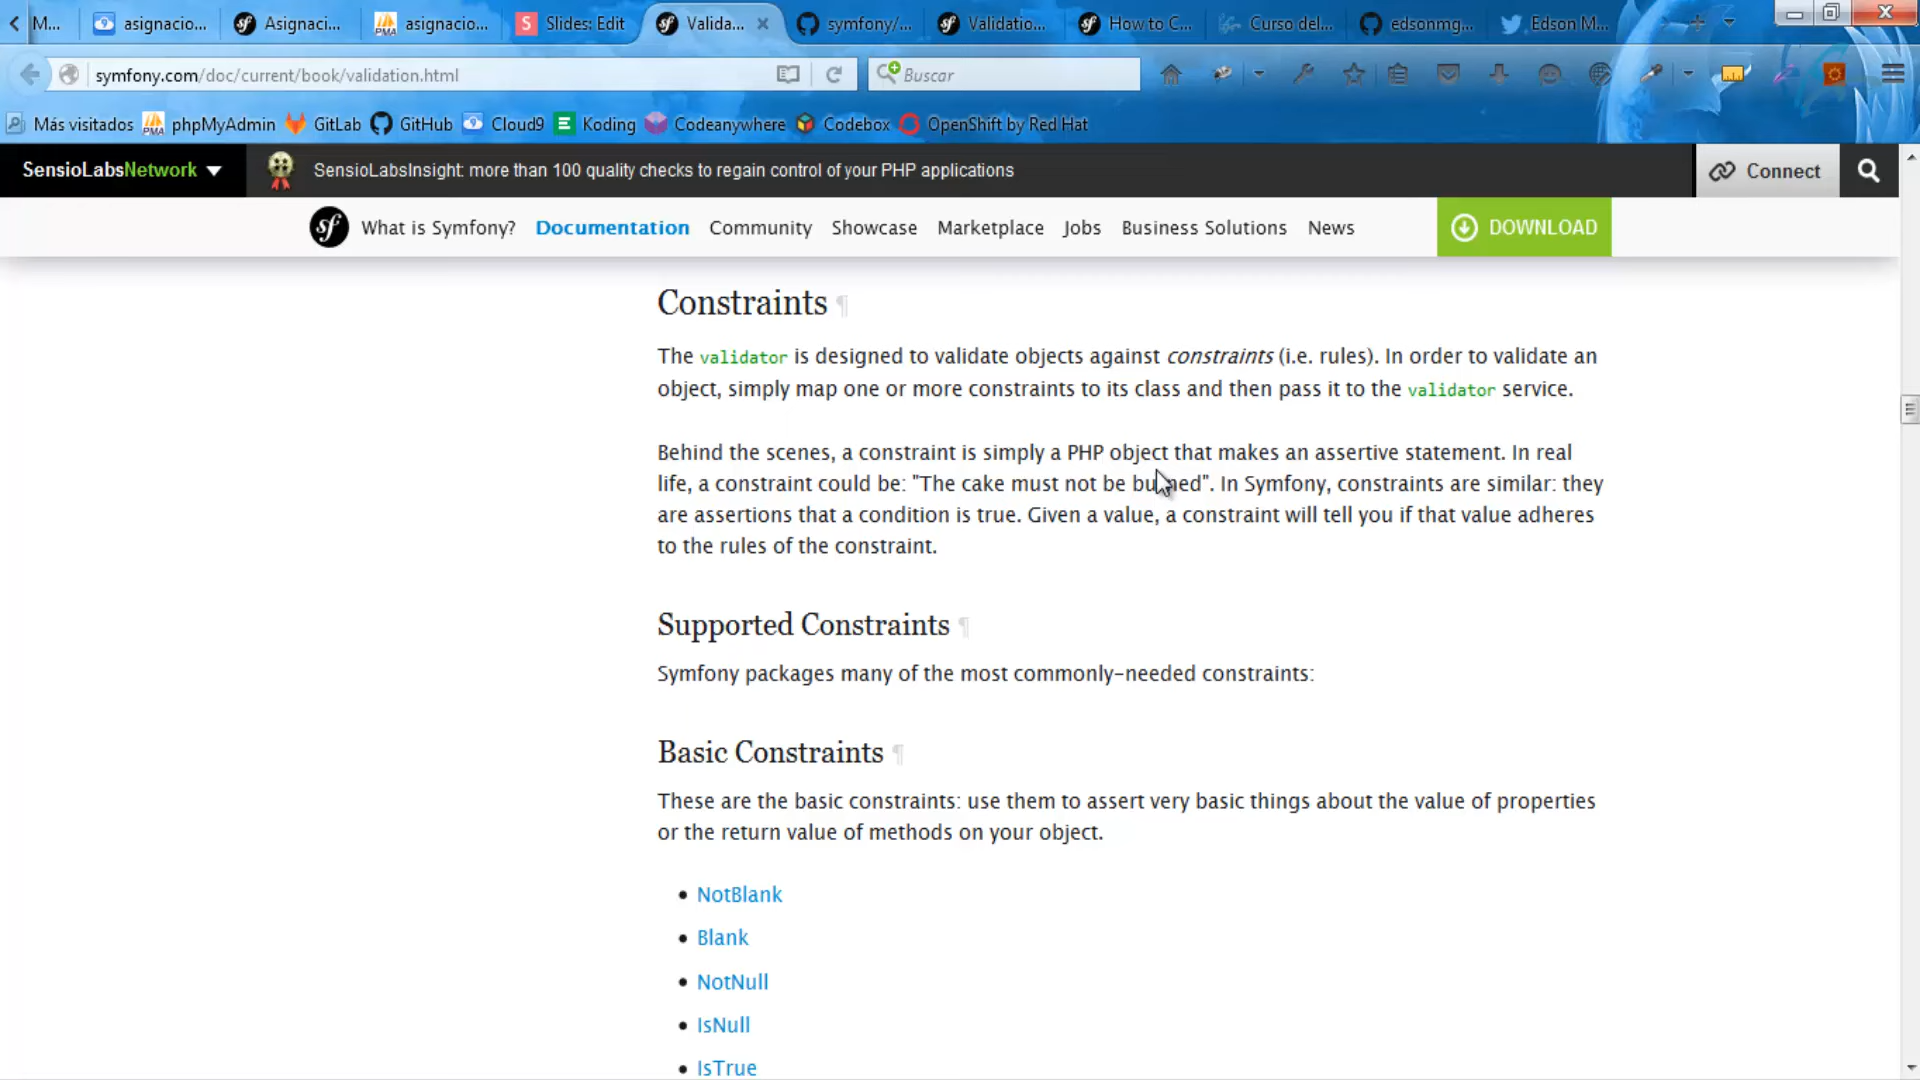 M... asignacio... Asignaci... asignacio... Slides: Edit Valida... symfony/... Validatio... How to C... Curso del... edsonmg... Edson M...
symfony.com/doc/current/book/validation.html Buscar
Más visitados phpMyAdmin GitLab GitHub Cloud9 Koding Codeanywhere Codebox OpenShift by Red Hat
SensioLabsNetwork SensioLabsInsight: more than 100 quality checks to regain control of your PHP applications Connect
What is Symfony? Documentation Community Showcase Marketplace Jobs Business Solutions News DOWNLOAD
Constraints ¶
The validator is designed to validate objects against constraints (i.e. rules). In order to validate an
object, simply map one or more constraints to its class and then pass it to the validator service.
Behind the scenes, a constraint is simply a PHP object that makes an assertive statement. In real
life, a constraint could be: "The cake must not be burned". In Symfony, constraints are similar: they
are assertions that a condition is true. Given a value, a constraint will tell you if that value adheres
to the rules of the constraint.
Supported Constraints ¶
Symfony packages many of the most commonly-needed constraints:
Basic Constraints ¶
These are the basic constraints: use them to assert very basic things about the value of properties
or the return value of methods on your object.
• NotBlank
• Blank
• NotNull
• IsNull
• IsTrue